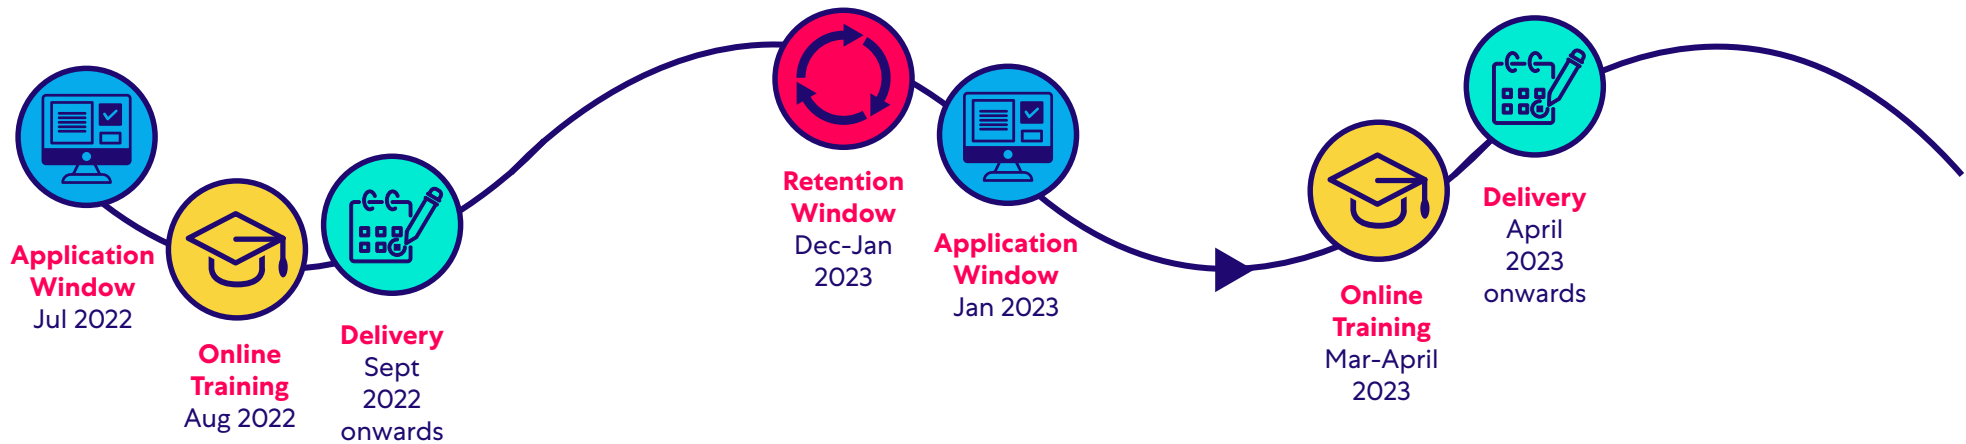 Application
Window
Jul 2022
Online
Training
Aug 2022
Delivery
Sept
2022
onwards
Retention
Window
Dec-Jan
2023
Application
Window
Jan 2023
Online
Training
Mar-April
2023
Delivery
April
2023
onwards